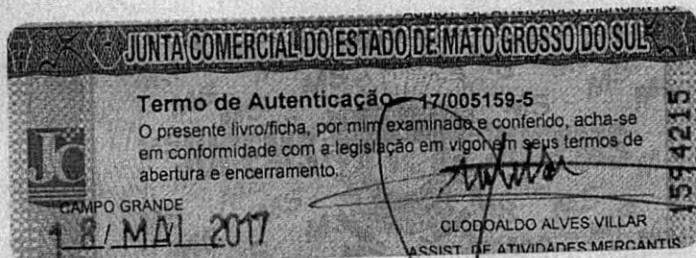 JUNTA COMERCIAL DO ESTADO DE MATO GROSSO DO SUL
Termo de Autenticação 17/005159-5
O presente livro/ficha, por mim examinado e conferido, acha-se
em conformidade com a legislação em vigor em seus termos de
abertura e encerramento.
CAMPO GRANDE
18/ MAI 2017
CLODOALDO ALVES VILLAR
ASSIST. DE ATIVIDADES MERCANTIS
1594215